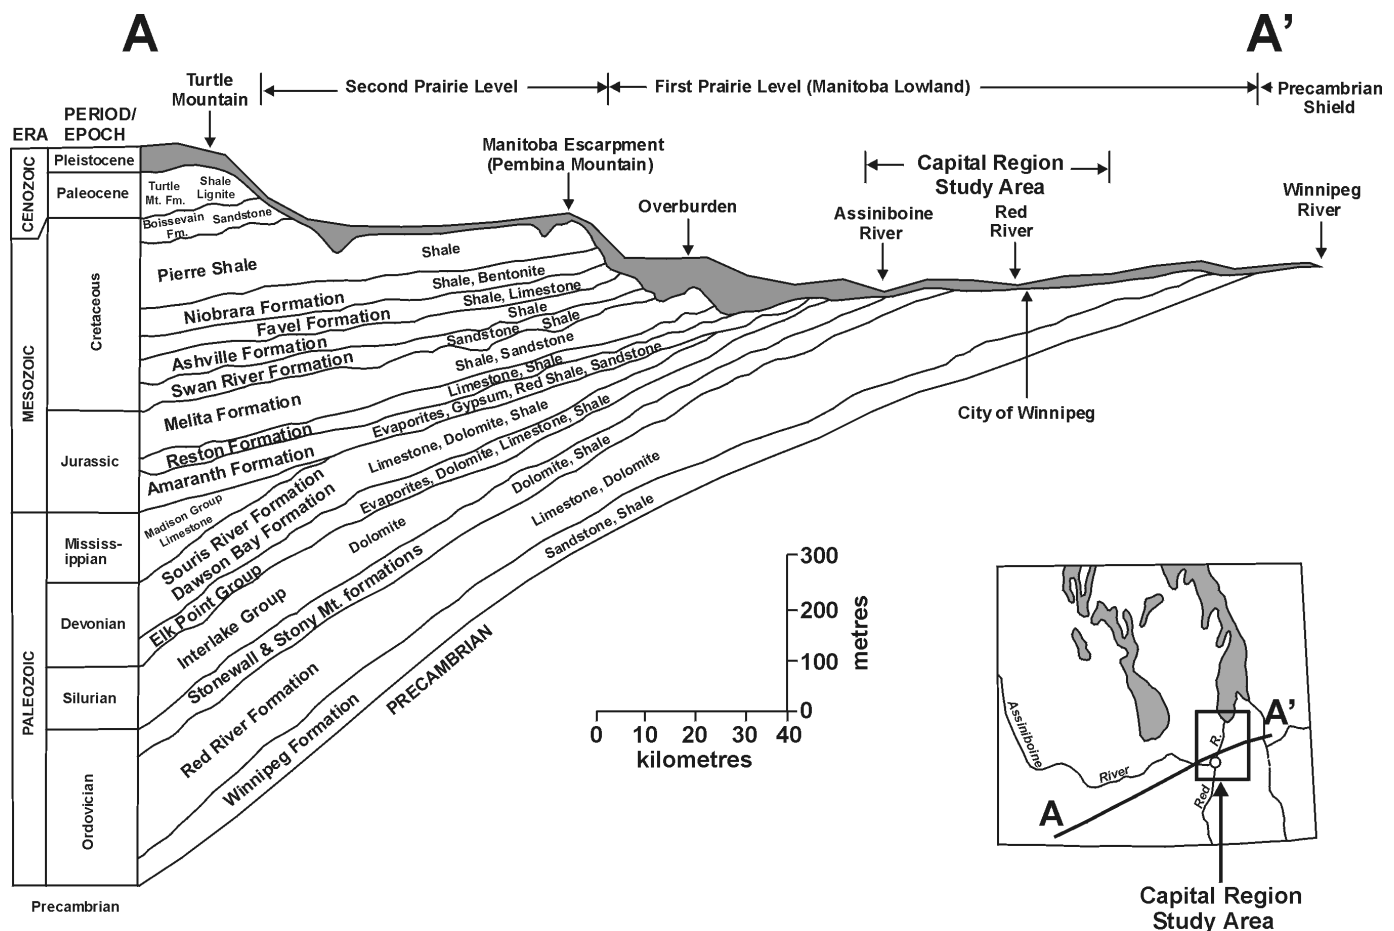 A
A'
Turtle
Mountain
Second Prairie Level
First Prairie Level (Manitoba Lowland)
Precambrian
Shield
ERA
PERIOD/
EPOCH
Manitoba Escarpment
(Pembina Mountain)
Capital Region
Study Area
Overburden
Assiniboine
River
Red
River
Winnipeg
River
CENOZOIC
Pleistocene
Paleocene
Turtle
Mt. Fm.
Shale
Lignite
Boissevain
Fm.
Sandstone
MESOZOIC
Cretaceous
Pierre Shale
Shale
Niobrara Formation
Shale, Bentonite
Favel Formation
Shale, Limestone
Ashville Formation
Shale
Swan River Formation
Sandstone
Shale
Melita Formation
Shale, Sandstone
Jurassic
Reston Formation
Limestone, Shale
Amaranth Formation
Evaporites, Gypsum, Red Shale, Sandstone
City of Winnipeg
PALEOZOIC
Mississ-
ippian
Madison Group
Limestone
Souris River Formation
Limestone, Dolomite, Shale
Dawson Bay Formation
Evaporites, Dolomite, Limestone, Shale
Devonian
Elk Point Group
Interlake Group
Dolomite
Silurian
Stonewall & Stony Mt. formations
Dolomite, Shale
Ordovician
Red River Formation
Limestone, Dolomite
Winnipeg Formation
Sandstone, Shale
PRECAMBRIAN
Precambrian
300
200
100
0
metres
0
10
20
30
40
kilometres
Assiniboine
River
Red
R.
A
A'
Capital Region
Study Area